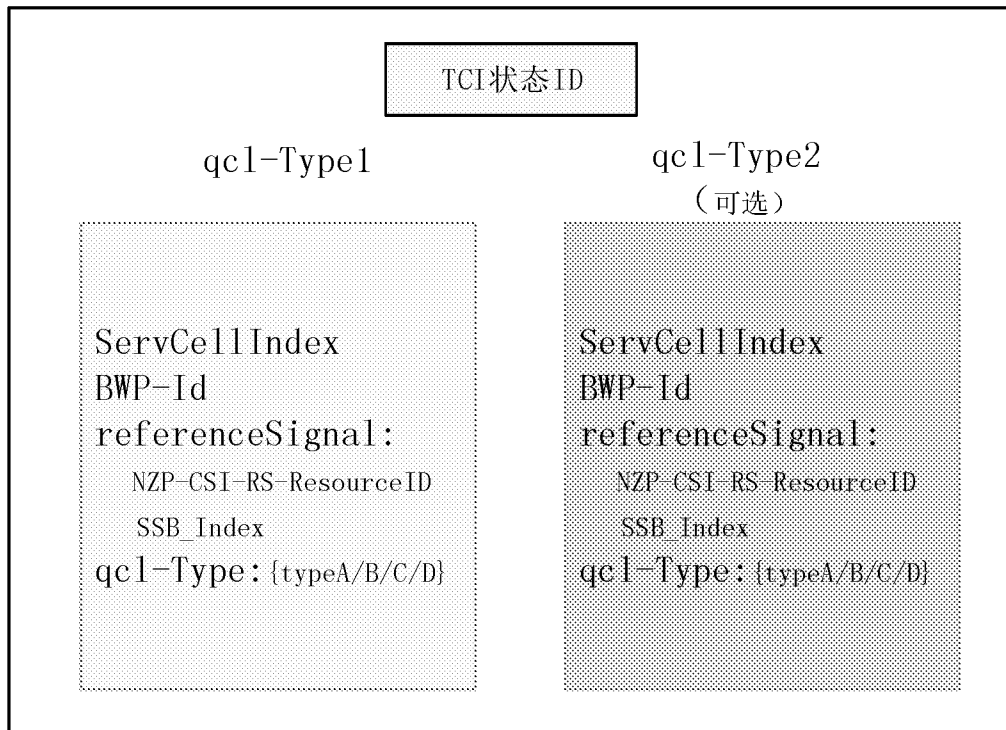 TCI状态ID
qcl-Type1
qcl-Type2
（可选）
ServCellIndex
BWP-Id
referenceSignal:
NZP-CSI-RS-ResourceID
SSB_Index
qcl-Type:{typeA/B/C/D}
ServCellIndex
BWP-Id
referenceSignal:
NZP-CSI-RS-ResourceID
SSB_Index
qcl-Type:{typeA/B/C/D}